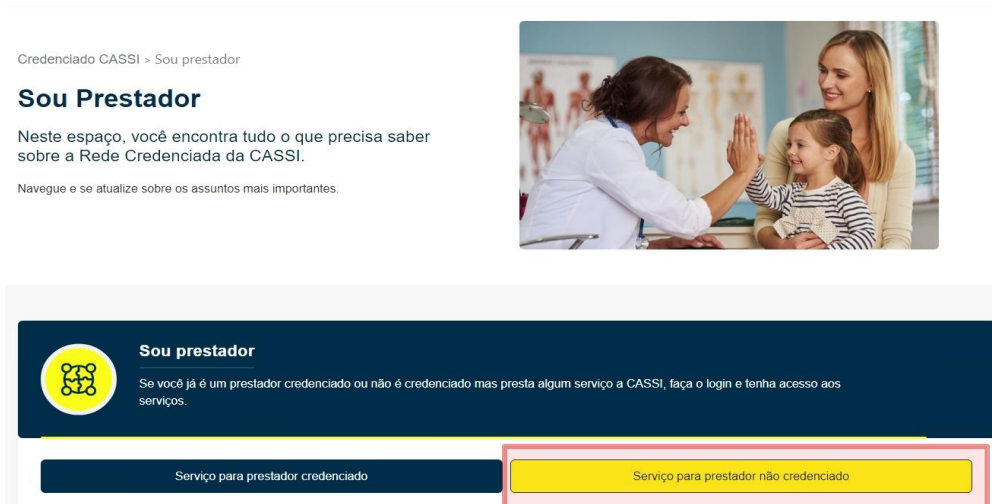 Credenciado CASSI > Sou prestador
Sou Prestador
Neste espaço, você encontra tudo o que precisa saber
sobre a Rede Credenciada da CASSI.
Navegue e se atualize sobre os assuntos mais importantes.
Sou prestador
Se você já é um prestador credenciado ou não é credenciado mas presta algum serviço a CASSI, faça o login e tenha acesso aos
serviços.
Serviço para prestador credenciado
Serviço para prestador não credenciado